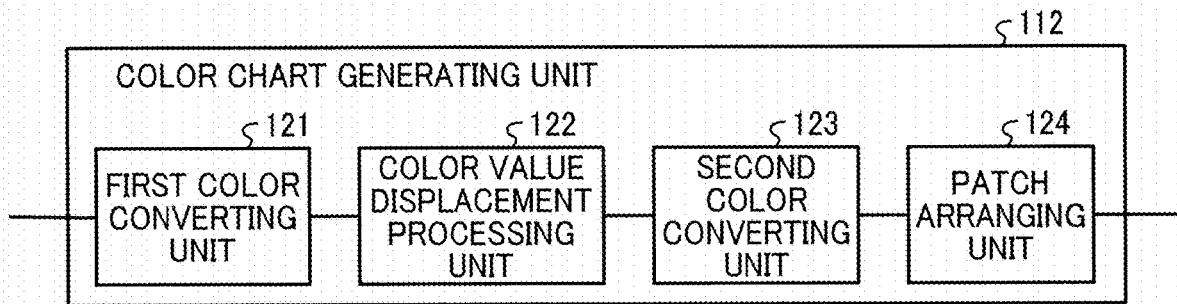 112
COLOR CHART GENERATING UNIT
121
122
123
124
FIRST COLOR
CONVERTING
UNIT
COLOR VALUE
DISPLACEMENT
PROCESSING
UNIT
SECOND
COLOR
CONVERTING
UNIT
PATCH
ARRANGING
UNIT